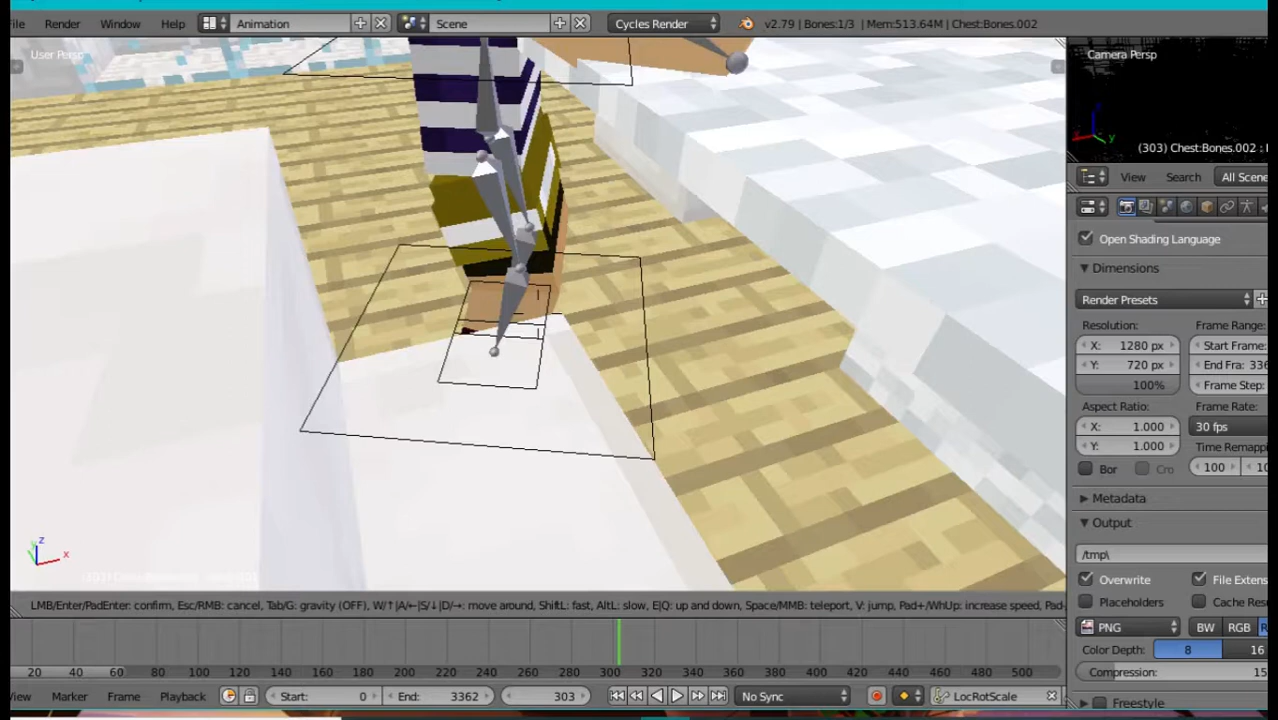 File Render Window Help Animation Scene Cycles Render v2.79 | Bones:1/3 | Mem:513.64M | Chest:Bones.002
User Persp
Camera Persp
(303) Chest:Bones.002 :
View Search All Scene
Open Shading Language
Dimensions
Render Presets
Resolution: Frame Range:
X: 1280 px Start Frame:
Y: 720 px End Fra: 336
100% Frame Step:
Aspect Ratio: Frame Rate:
X: 1.000 30 fps
Y: 1.000 Time Remappi
Bor Cro 100 10
Metadata
Output
/tmp\
Overwrite File Extens
Placeholders Cache Res
PNG BW RGB R
Color Depth: 8 16
Compression: 15
Freestyle
z
x
LMB/Enter/PadEnter: confirm, Esc/RMB: cancel, Tab/G: gravity (OFF), W/↑|A/←|S/↓|D/→: move around, ShiftL: fast, AltL: slow, E|Q: up and down, Space/MMB: teleport, V: jump, Pad+/WhUp: increase speed, Pad-
20 40 60 80 100 120 140 160 180 200 220 240 260 280 300 320 340 360 380 400 420 440 460 480 500
View Marker Frame Playback Start: 0 End: 3362 303 No Sync LocRotScale